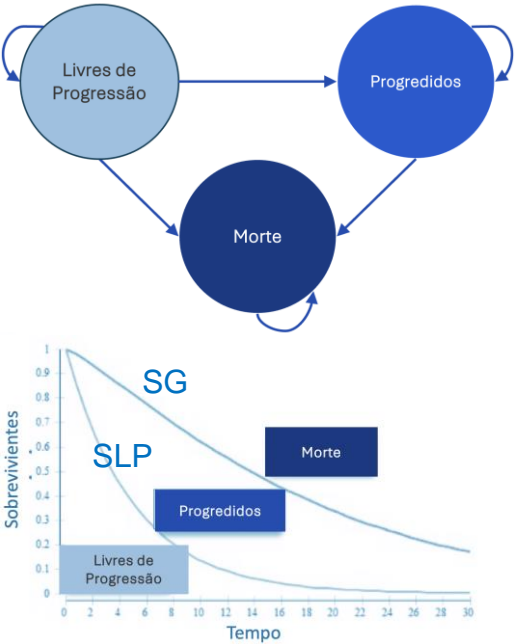 Livres de
Progressão
Progredidos
Morte
1
0.9
0.8
0.7
0.6
0.5
0.4
0.3
0.2
0.1
0
Sobrevivientes
SG
SLP
Morte
Progredidos
Livres de
Progressão
0 2 4 6 8 10 12 14 16 18 20 22 24 26 28 30
Tempo